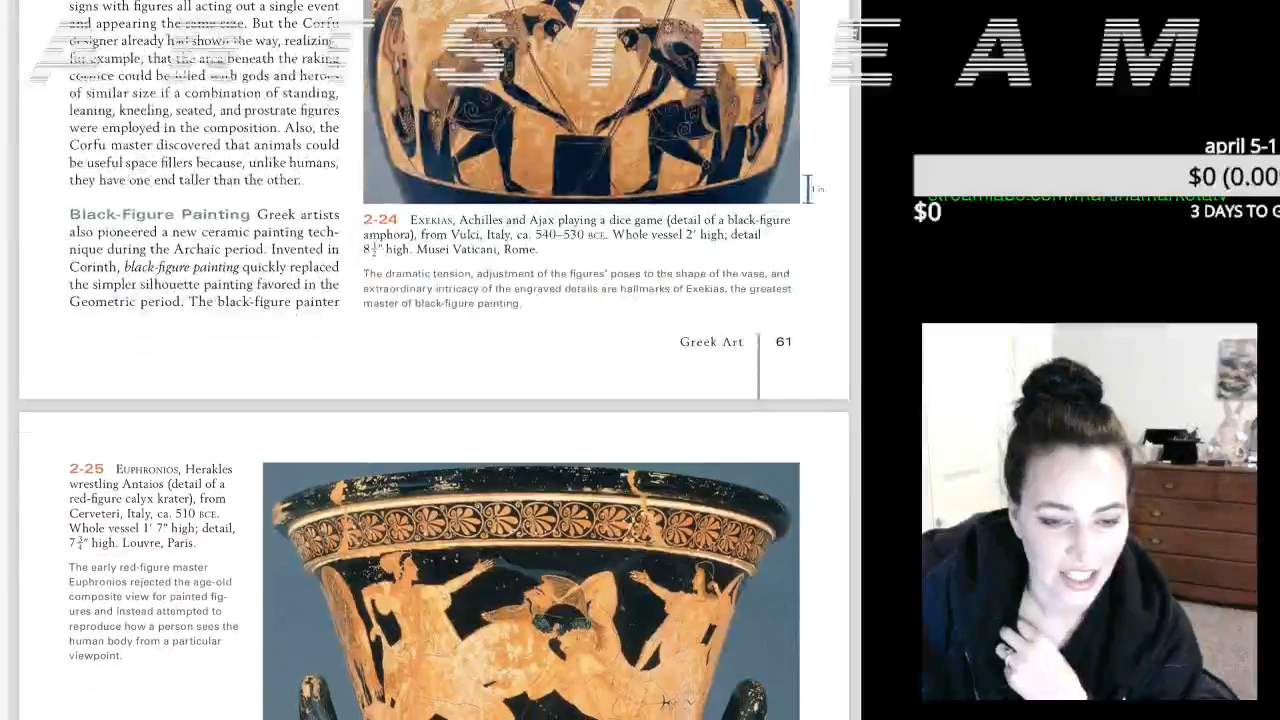 A R T S T R E A M
signs with figures all acting out a single event
and appearing the same size. But the Corfu
designer already had shown the way, realizing,
for example, that the area beneath the raking
cornice could be filled with gods and heroes
of similar size if a combination of standing,
leaning, kneeling, seated, and prostrate figures
were employed in the composition. Also, the
Corfu master discovered that animals could
be useful space fillers because, unlike humans,
they have one end taller than the other.
Black-Figure Painting Greek artists
also pioneered a new ceramic painting tech-
nique during the Archaic period. Invented in
Corinth, black-figure painting quickly replaced
the simpler silhouette painting favored in the
Geometric period. The black-figure painter
1 in.
2-24 EXEKIAS, Achilles and Ajax playing a dice game (detail of a black-figure
amphora), from Vulci, Italy, ca. 540–530 BCE. Whole vessel 2' high; detail
8 1/2" high. Musei Vaticani, Rome.
The dramatic tension, adjustment of the figures' poses to the shape of the vase, and
extraordinary intricacy of the engraved details are hallmarks of Exekias, the greatest
master of black-figure painting.
Greek Art 61
2-25 EUPHRONIOS, Herakles
wrestling Antaios (detail of a
red-figure calyx krater), from
Cerveteri, Italy, ca. 510 BCE.
Whole vessel 1' 7" high; detail,
7 3/4" high. Louvre, Paris.
The early red-figure master
Euphronios rejected the age-old
composite view for painted fig-
ures and instead attempted to
reproduce how a person sees the
human body from a particular
viewpoint.
april 5-1
$0 (0.00
$0
3 DAYS TO G